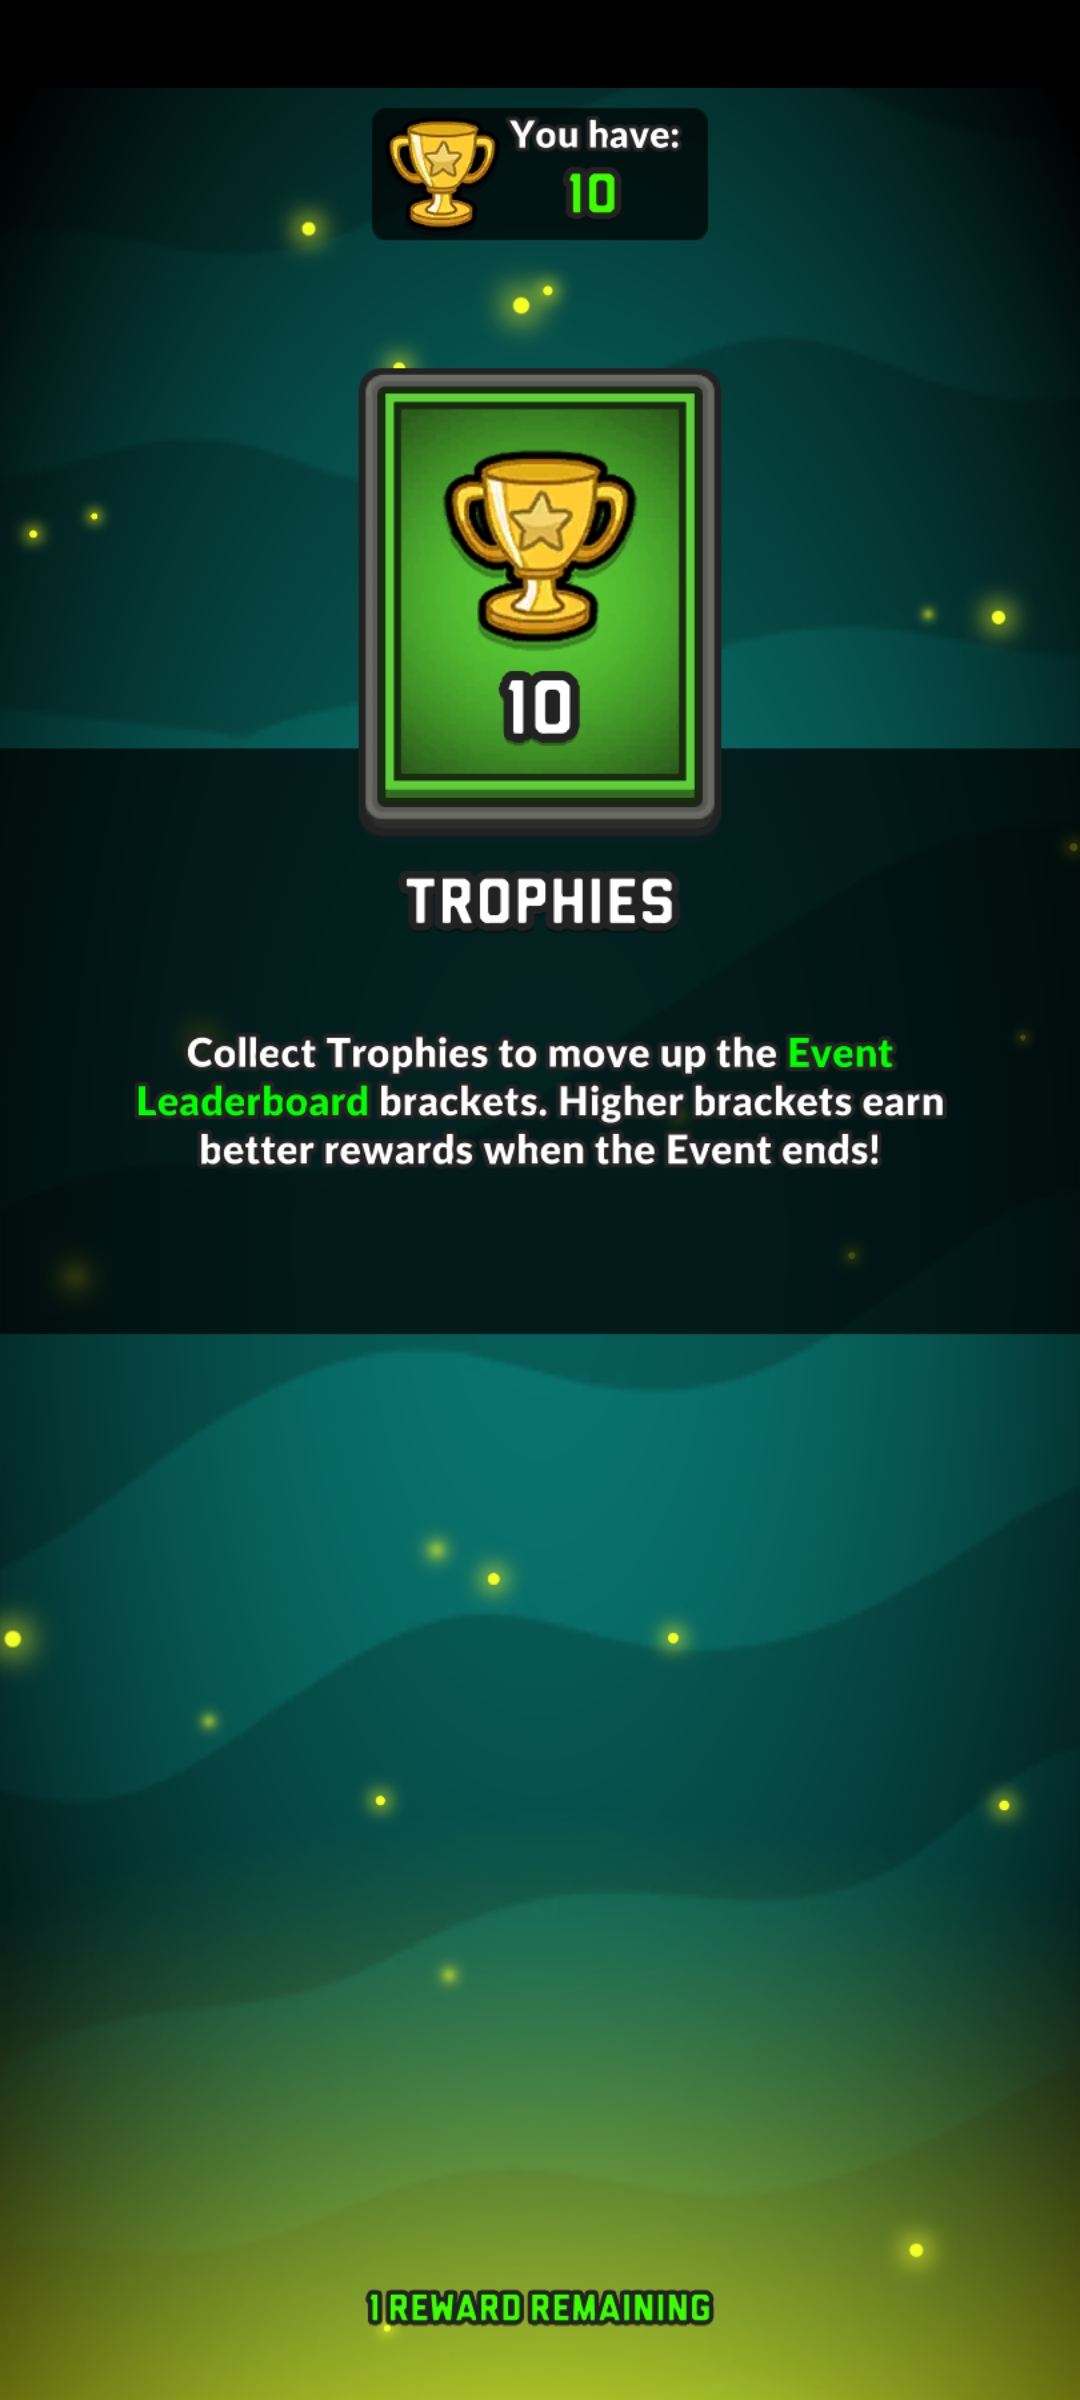 You have:
10
10
TROPHIES
Collect Trophies to move up the Event
Leaderboard brackets. Higher brackets earn
better rewards when the Event ends!
1 REWARD REMAINING